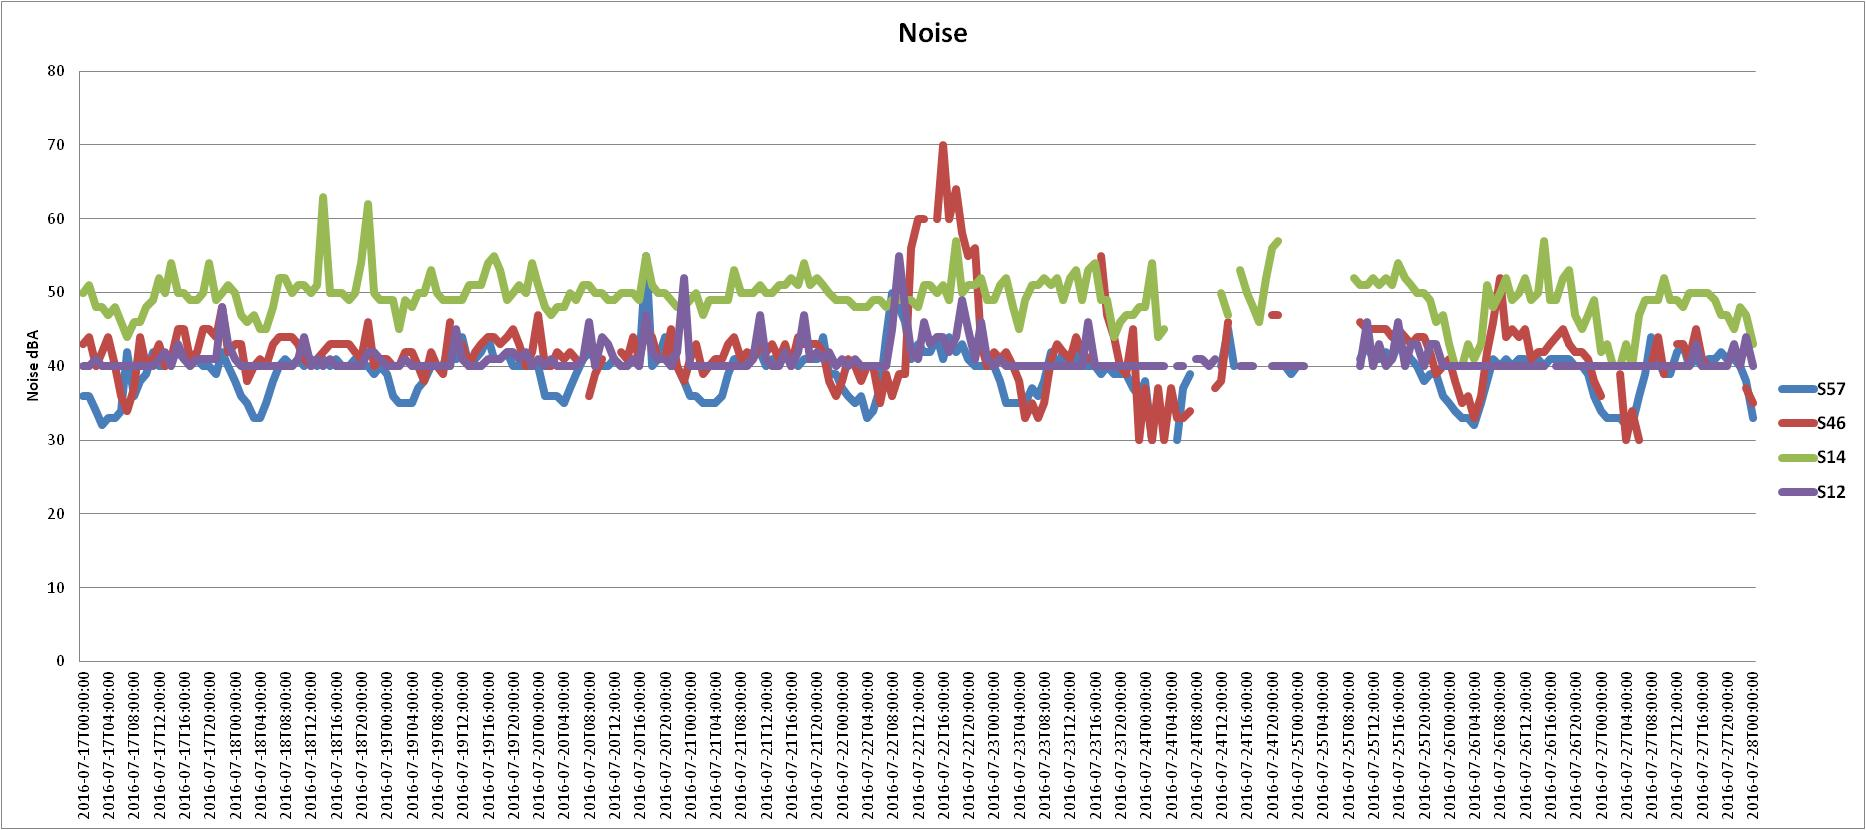 Noise
Noise dBA
80
70
60
50
40
30
20
10
0
2016-07-17T00:00:00
2016-07-17T04:00:00
2016-07-17T08:00:00
2016-07-17T12:00:00
2016-07-17T16:00:00
2016-07-17T20:00:00
2016-07-18T00:00:00
2016-07-18T04:00:00
2016-07-18T08:00:00
2016-07-18T12:00:00
2016-07-18T16:00:00
2016-07-18T20:00:00
2016-07-19T00:00:00
2016-07-19T04:00:00
2016-07-19T08:00:00
2016-07-19T12:00:00
2016-07-19T16:00:00
2016-07-19T20:00:00
2016-07-20T00:00:00
2016-07-20T04:00:00
2016-07-20T08:00:00
2016-07-20T12:00:00
2016-07-20T16:00:00
2016-07-20T20:00:00
2016-07-21T00:00:00
2016-07-21T04:00:00
2016-07-21T08:00:00
2016-07-21T12:00:00
2016-07-21T16:00:00
2016-07-21T20:00:00
2016-07-22T00:00:00
2016-07-22T04:00:00
2016-07-22T08:00:00
2016-07-22T12:00:00
2016-07-22T16:00:00
2016-07-22T20:00:00
2016-07-23T00:00:00
2016-07-23T04:00:00
2016-07-23T08:00:00
2016-07-23T12:00:00
2016-07-23T16:00:00
2016-07-23T20:00:00
2016-07-24T00:00:00
2016-07-24T04:00:00
2016-07-24T08:00:00
2016-07-24T12:00:00
2016-07-24T16:00:00
2016-07-24T20:00:00
2016-07-25T00:00:00
2016-07-25T04:00:00
2016-07-25T08:00:00
2016-07-25T12:00:00
2016-07-25T16:00:00
2016-07-25T20:00:00
2016-07-26T00:00:00
2016-07-26T04:00:00
2016-07-26T08:00:00
2016-07-26T12:00:00
2016-07-26T16:00:00
2016-07-26T20:00:00
2016-07-27T00:00:00
2016-07-27T04:00:00
2016-07-27T08:00:00
2016-07-27T12:00:00
2016-07-27T16:00:00
2016-07-27T20:00:00
2016-07-28T00:00:00
S57
S46
S14
S12